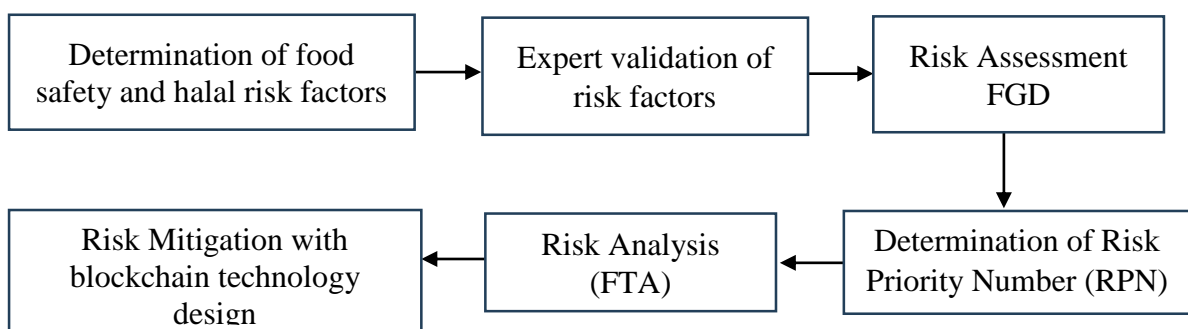 Determination of food
safety and halal risk factors
Expert validation of
risk factors
Risk Assessment
FGD
Determination of Risk
Priority Number (RPN)
Risk Analysis
(FTA)
Risk Mitigation with
blockchain technology
design